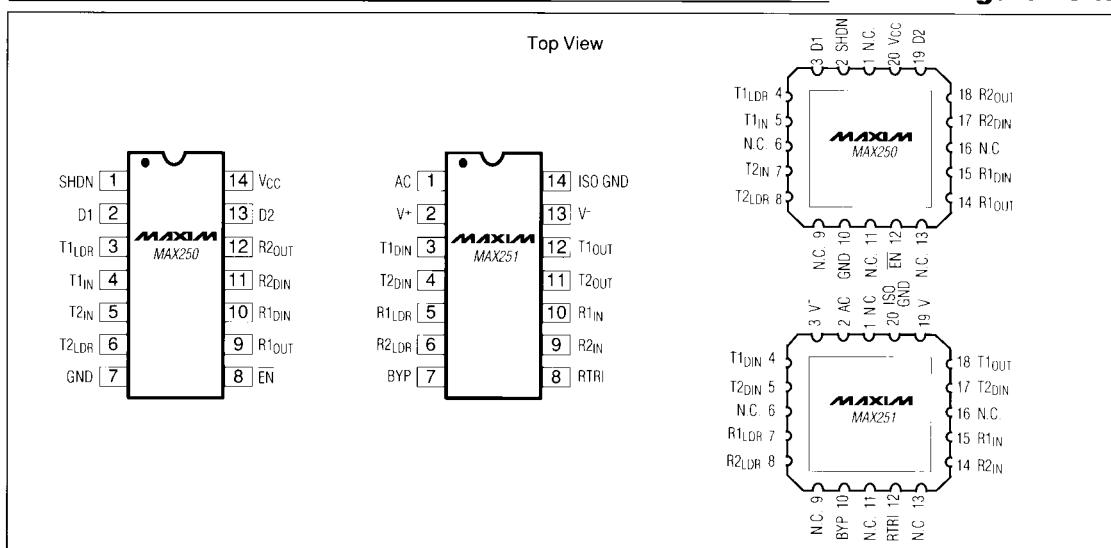 Top View
SHDN 1
D1 2
T1LDR 3
T1IN 4
T2IN 5
T2LDR 6
GND 7
MAXIM
MAX250
14 VCC
13 D2
12 R2OUT
11 R2DIN
10 R1DIN
9 R1OUT
8 E̅N̅
AC 1
V+ 2
T1DIN 3
T2DIN 4
R1LDR 5
R2LDR 6
BYP 7
MAXIM
MAX251
14 ISO GND
13 V-
12 T1OUT
11 T2OUT
10 R1IN
9 R2IN
8 RTRI
3 D1
2 SHDN
1 N.C.
20 VCC
19 D2
T1LDR 4
T1IN 5
N.C. 6
T2IN 7
T2LDR 8
MAXIM
MAX250
18 R2OUT
17 R2DIN
16 N.C
15 R1DIN
14 R1OUT
N.C. 9
GND 10
N.C. 11
E̅N̅ 12
N.C. 13
3 V-
2 AC
1 NC
20 ISO
GND
19 V
T1DIN 4
T2DIN 5
N.C. 6
R1LDR 7
R2LDR 8
MAXIM
MAX251
18 T1OUT
17 T2DIN
16 N.C.
15 R1IN
14 R2IN
N.C. 9
BYP 10
N.C. 11
RTRI 12
N.C 13